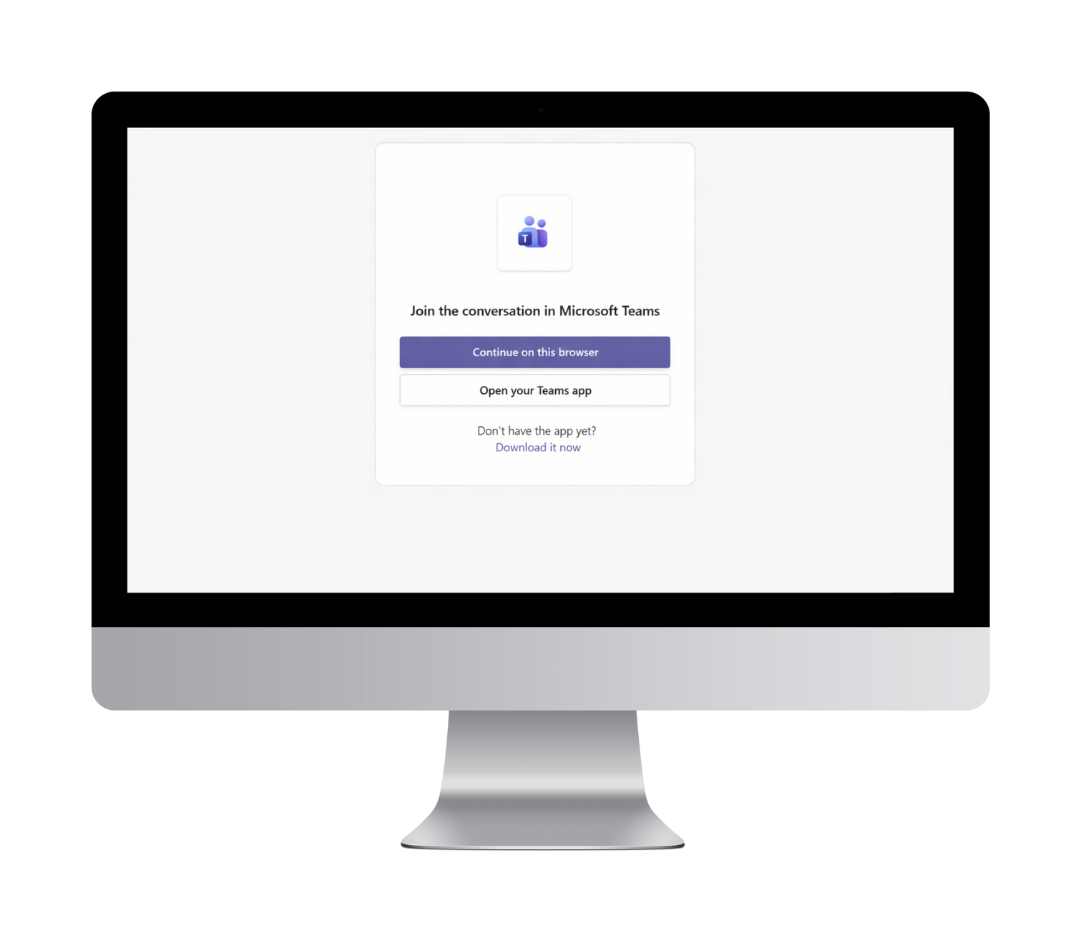 T
Join the conversation in Microsoft Teams
Continue on this browser
Open your Teams app
Don't have the app yet?
Download it now